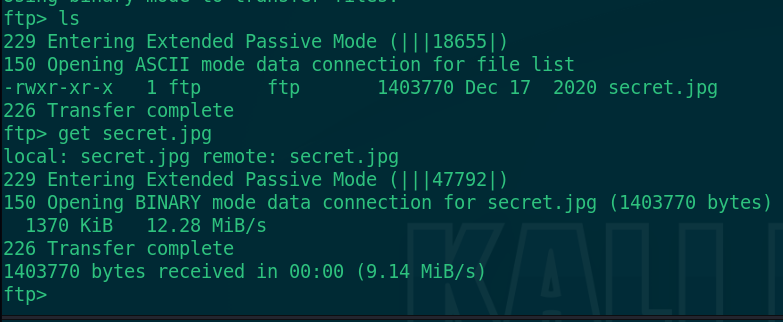 ftp> ls
229 Entering Extended Passive Mode (|||18655|)
150 Opening ASCII mode data connection for file list
-rwxr-xr-x   1 ftp      ftp       1403770 Dec 17  2020 secret.jpg
226 Transfer complete
ftp> get secret.jpg
local: secret.jpg remote: secret.jpg
229 Entering Extended Passive Mode (|||47792|)
150 Opening BINARY mode data connection for secret.jpg (1403770 bytes)
  1370 KiB   12.28 MiB/s
226 Transfer complete
1403770 bytes received in 00:00 (9.14 MiB/s)
ftp>
KALI